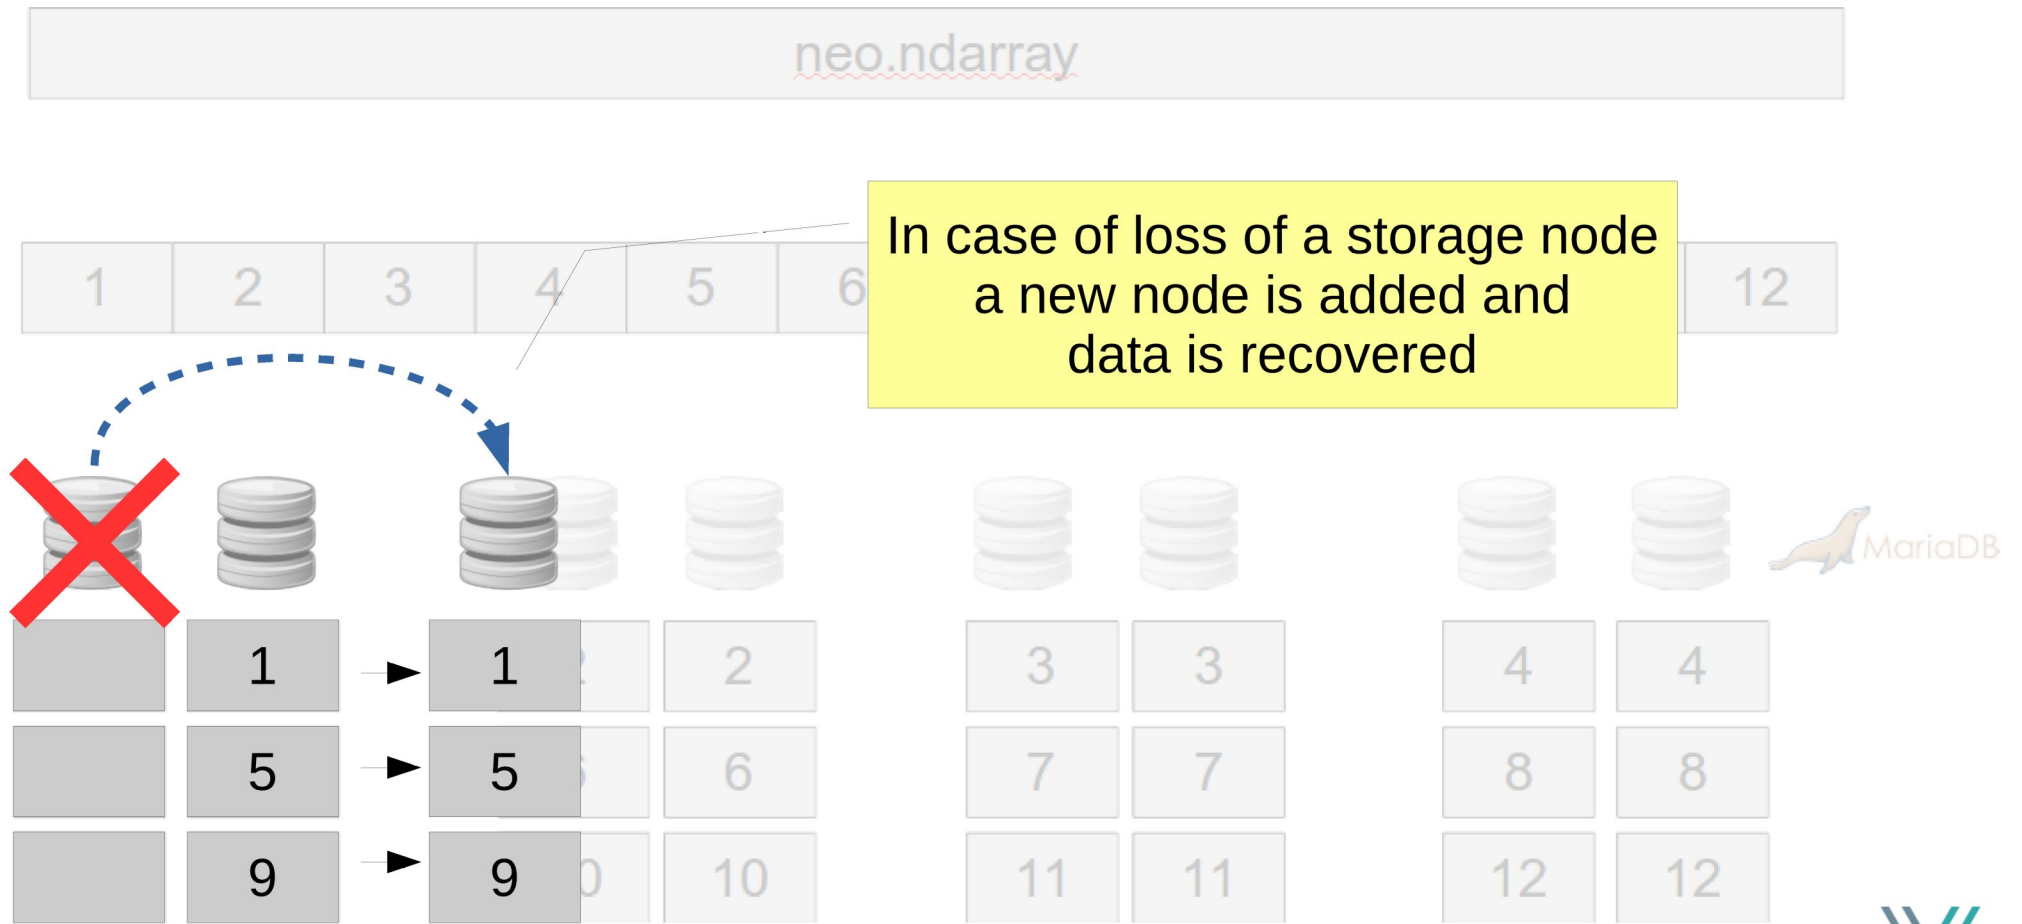 neo.ndarray
In case of loss of a storage node
a new node is added and
data is recovered
1 2 3 4 5 6 12
MariaDB
1 1 2 3 3 4 4
5 5 6 7 7 8 8
9 9 10 11 11 12 12